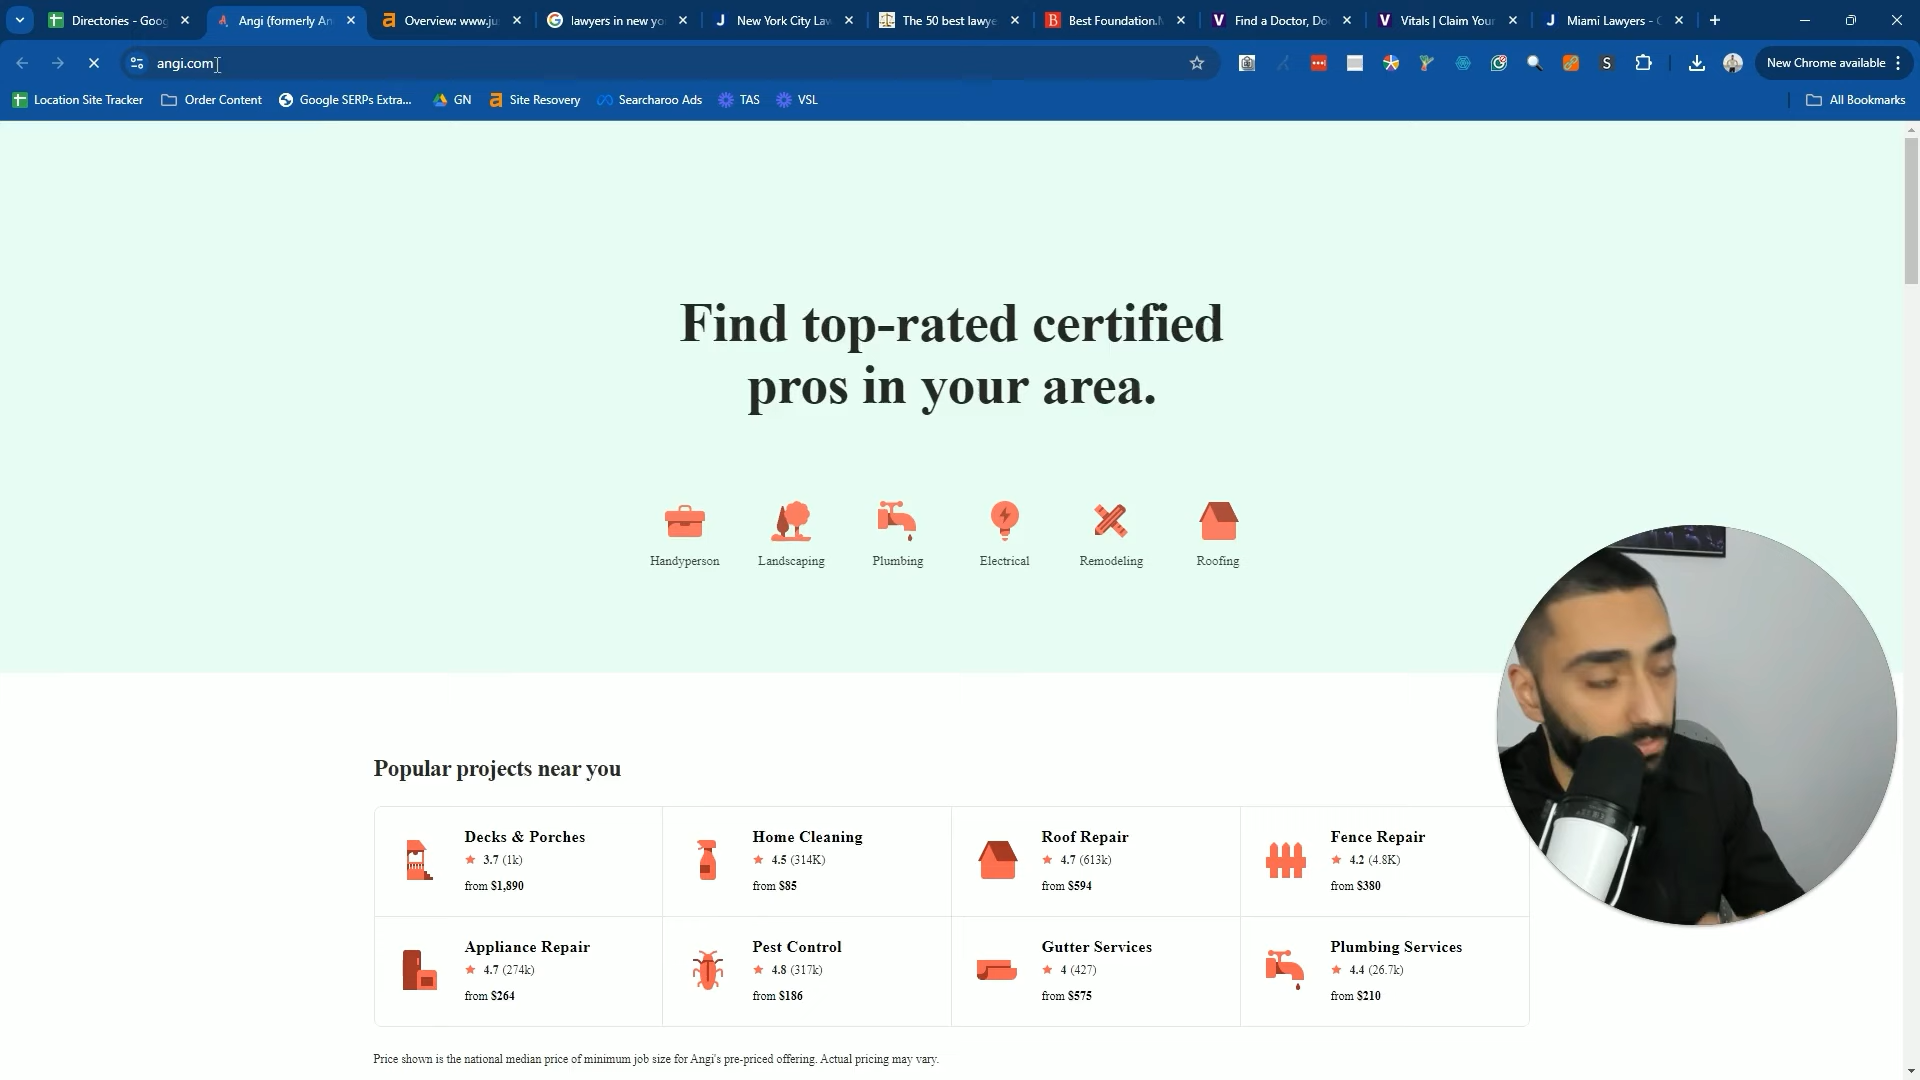 Directories - Goog
Angi (formerly An
Overview: www.ju
lawyers in new yo
New York City Law
The 50 best lawye
Best Foundation.
Find a Doctor, Do
Vitals | Claim Your
Miami Lawyers -
angi.com
New Chrome available
Location Site Tracker
Order Content
Google SERPs Extra...
GN
Site Recovery
Searcharoo Ads
TAS
VSL
All Bookmarks
Find top-rated certified
pros in your area.
Handyperson
Landscaping
Plumbing
Electrical
Remodeling
Roofing
Popular projects near you
Decks & Porches
3.7 (1k)
from $1,890
Home Cleaning
4.5 (314K)
from $85
Roof Repair
4.7 (613k)
from $594
Fence Repair
4.2 (4.8K)
from $380
Appliance Repair
4.7 (274k)
from $264
Pest Control
4.8 (317k)
from $186
Gutter Services
4 (427)
from $575
Plumbing Services
4.4 (26.7k)
from $210
Price shown is the national median price of minimum job size for Angi's pre-priced offering. Actual pricing may vary.